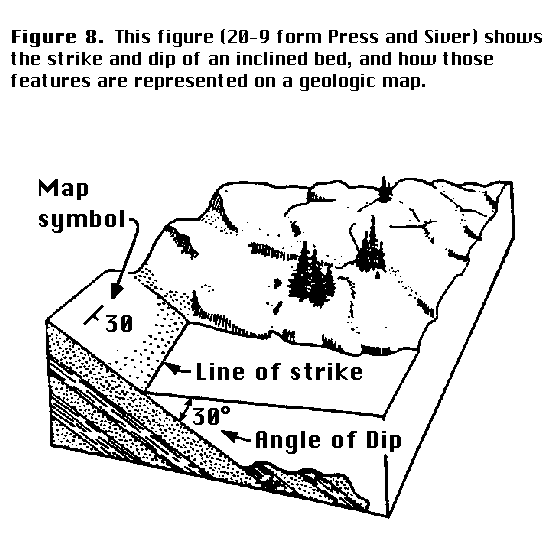 Figure 8. This figure (20-9 form Press and Siver) shows
the strike and dip of an inclined bed, and how those
features are represented on a geologic map.
Map
symbol
30
Line of strike
30°
Angle of Dip